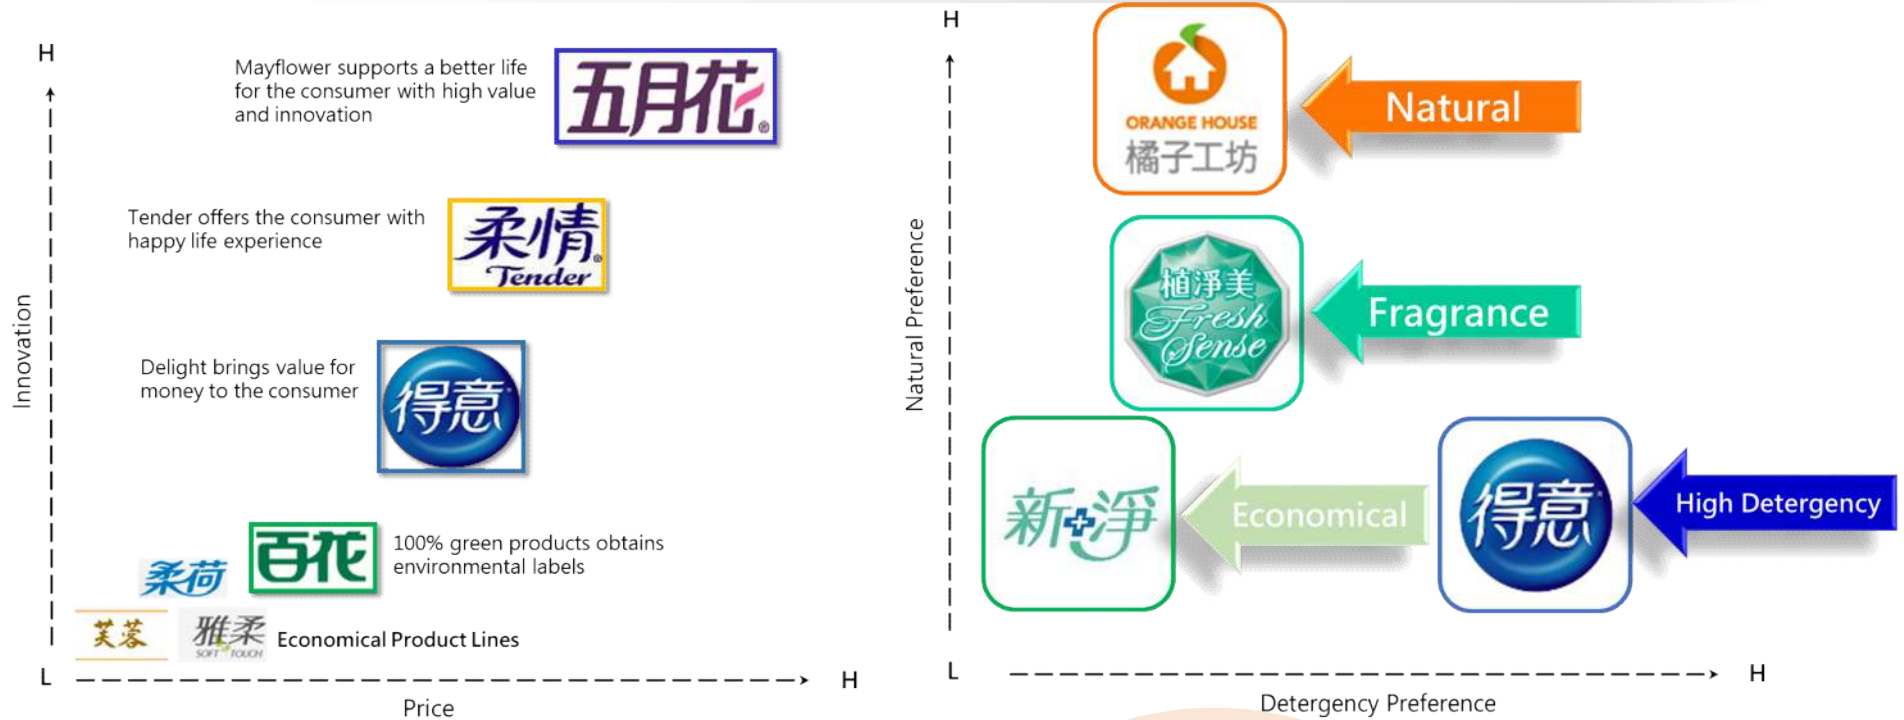 H
Mayflower supports a better life
for the consumer with high value
and innovation
五月花®
Tender offers the consumer with
happy life experience
柔情®
Tender
Innovation
Delight brings value for
money to the consumer
得意
百花
100% green products obtains
environmental labels
柔荷
芙蓉
雅柔
SOFT TOUCH
Economical Product Lines
L
H
Price
H
ORANGE HOUSE
橘子工坊
Natural
Natural Preference
植淨美
Fresh
Sense
Fragrance
新淨
Economical
得意
High Detergency
L
H
Detergency Preference